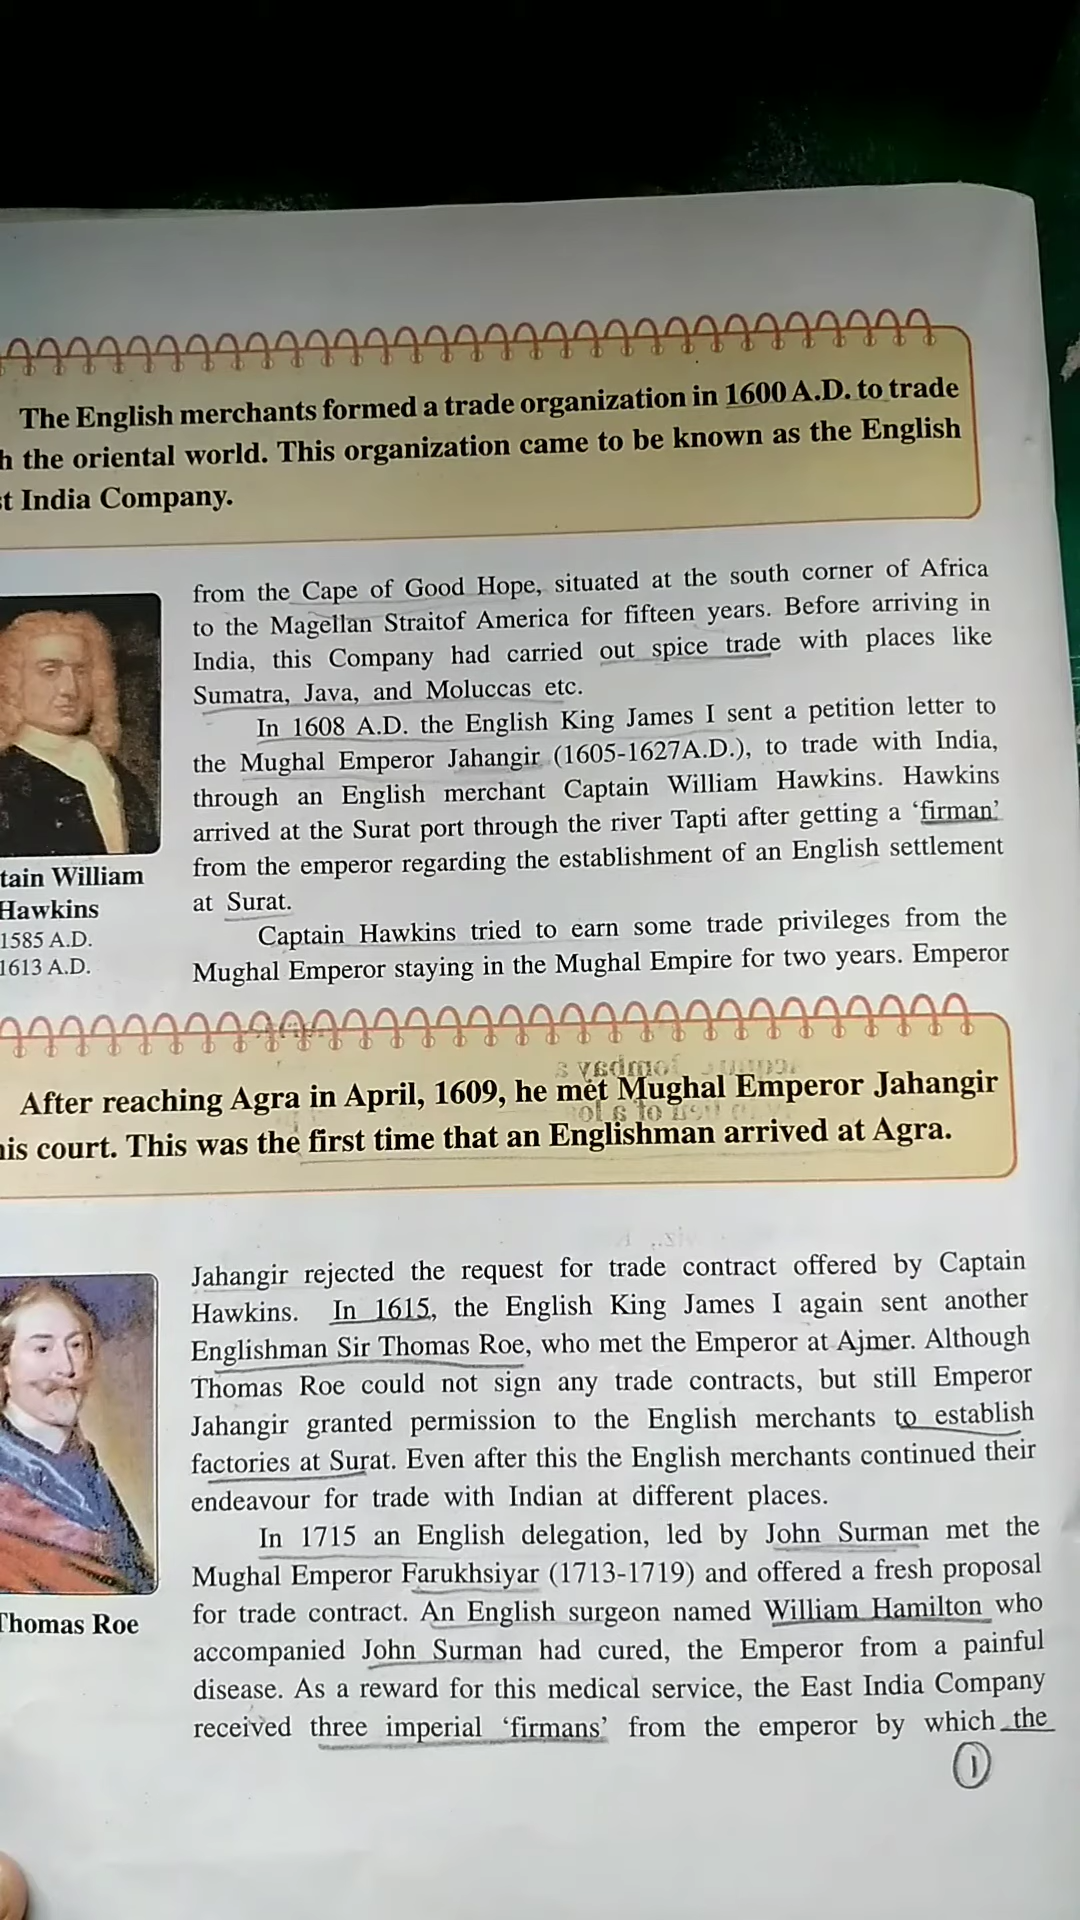 The English merchants formed a trade organization in 1600 A.D. to trade
h the oriental world. This organization came to be known as the English
st India Company.
from the Cape of Good Hope, situated at the south corner of Africa
to the Magellan Straitof America for fifteen years. Before arriving in
India, this Company had carried out spice trade with places like
Sumatra, Java, and Moluccas etc.
In 1608 A.D. the English King James I sent a petition letter to
the Mughal Emperor Jahangir (1605-1627A.D.), to trade with India,
through an English merchant Captain William Hawkins. Hawkins
arrived at the Surat port through the river Tapti after getting a ‘firman’
from the emperor regarding the establishment of an English settlement
at Surat.
Captain Hawkins tried to earn some trade privileges from the
Mughal Emperor staying in the Mughal Empire for two years. Emperor
tain William
Hawkins
1585 A.D.
1613 A.D.
After reaching Agra in April, 1609, he met Mughal Emperor Jahangir
his court. This was the first time that an Englishman arrived at Agra.
Jahangir rejected the request for trade contract offered by Captain
Hawkins. In 1615, the English King James I again sent another
Englishman Sir Thomas Roe, who met the Emperor at Ajmer. Although
Thomas Roe could not sign any trade contracts, but still Emperor
Jahangir granted permission to the English merchants to establish
factories at Surat. Even after this the English merchants continued their
endeavour for trade with Indian at different places.
In 1715 an English delegation, led by John Surman met the
Mughal Emperor Farukhsiyar (1713-1719) and offered a fresh proposal
for trade contract. An English surgeon named William Hamilton who
accompanied John Surman had cured, the Emperor from a painful
disease. As a reward for this medical service, the East India Company
received three imperial ‘firmans’ from the emperor by which the
Thomas Roe
1